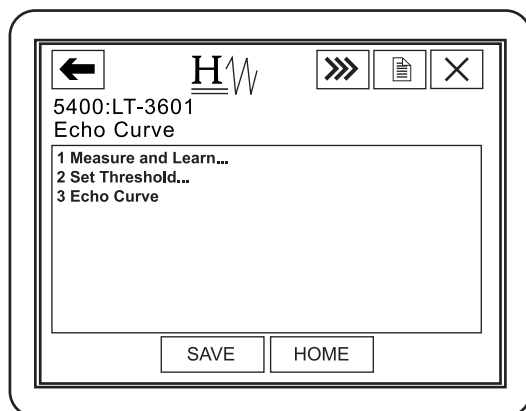 H
5400:LT-3601
Echo Curve
1 Measure and Learn...
2 Set Threshold...
3 Echo Curve
SAVE HOME